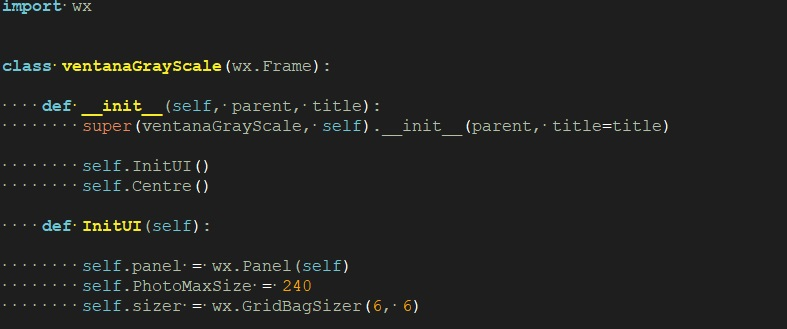 import wx
class ventanaGrayScale(wx.Frame):
    def __init__(self, parent, title):
        super(ventanaGrayScale, self).__init__(parent, title=title)
        self.InitUI()
        self.Centre()
    def InitUI(self):
        self.panel = wx.Panel(self)
        self.PhotoMaxSize = 240
        self.sizer = wx.GridBagSizer(6, 6)